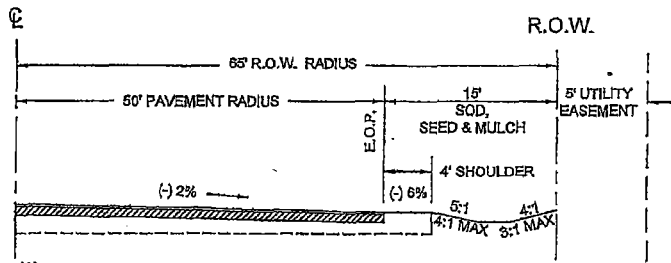 ℄
R.O.W.
65' R.O.W. RADIUS
50' PAVEMENT RADIUS
15'
SOD,
SEED & MULCH
5' UTILITY
EASEMENT
E.O.P.
4' SHOULDER
(-) 2%
(-) 6%
5:1
4:1 MAX
4:1
3:1 MAX